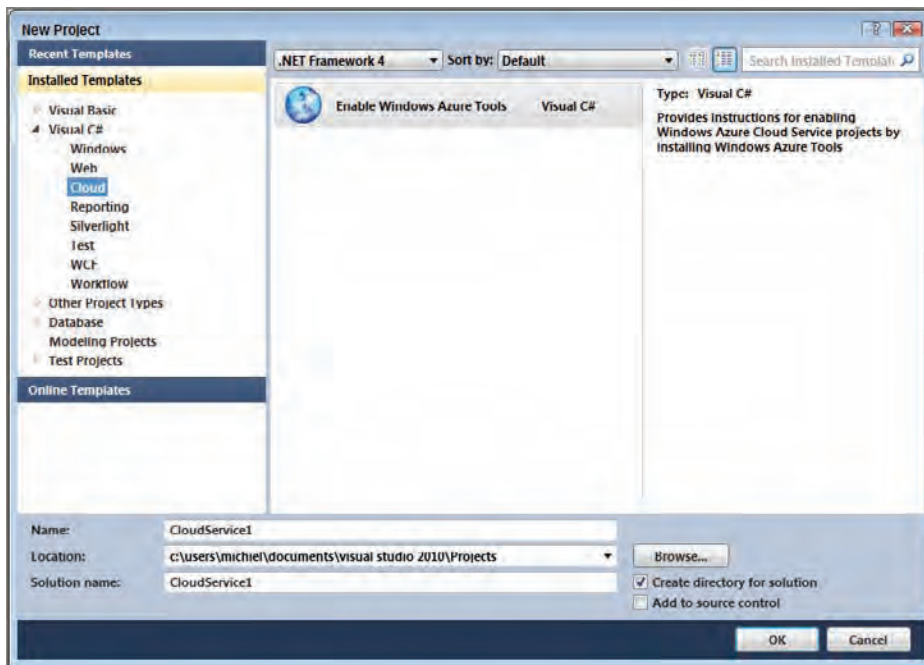 New Project
Recent Templates
Installed Templates
Visual Basic
Visual C#
Windows
Web
Cloud
Reporting
Silverlight
Test
WCF
Workflow
Other Project Types
Database
Modeling Projects
Test Projects
Online Templates
.NET Framework 4 Sort by: Default Search Installed Templat
Enable Windows Azure Tools Visual C#
Type: Visual C#
Provides instructions for enabling
Windows Azure Cloud Service projects by
installing Windows Azure Tools
Name: CloudService1
Location: c:\users\michiel\documents\visual studio 2010\Projects Browse...
Solution name: CloudService1
Create directory for solution
Add to source control
OK Cancel